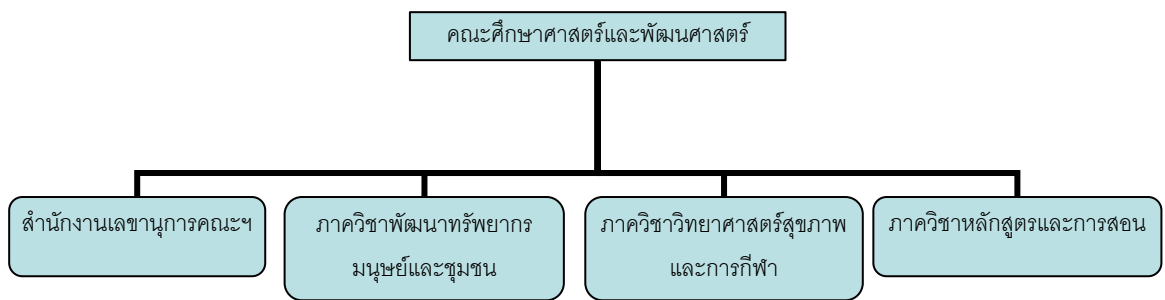 คณะศึกษาศาสตร์และพัฒนศาสตร์
สำนักงานเลขานุการคณะฯ
ภาควิชาพัฒนาทรัพยากร
มนุษย์และชุมชน
ภาควิชาวิทยาศาสตร์สุขภาพ
และการกีฬา
ภาควิชาหลักสูตรและการสอน